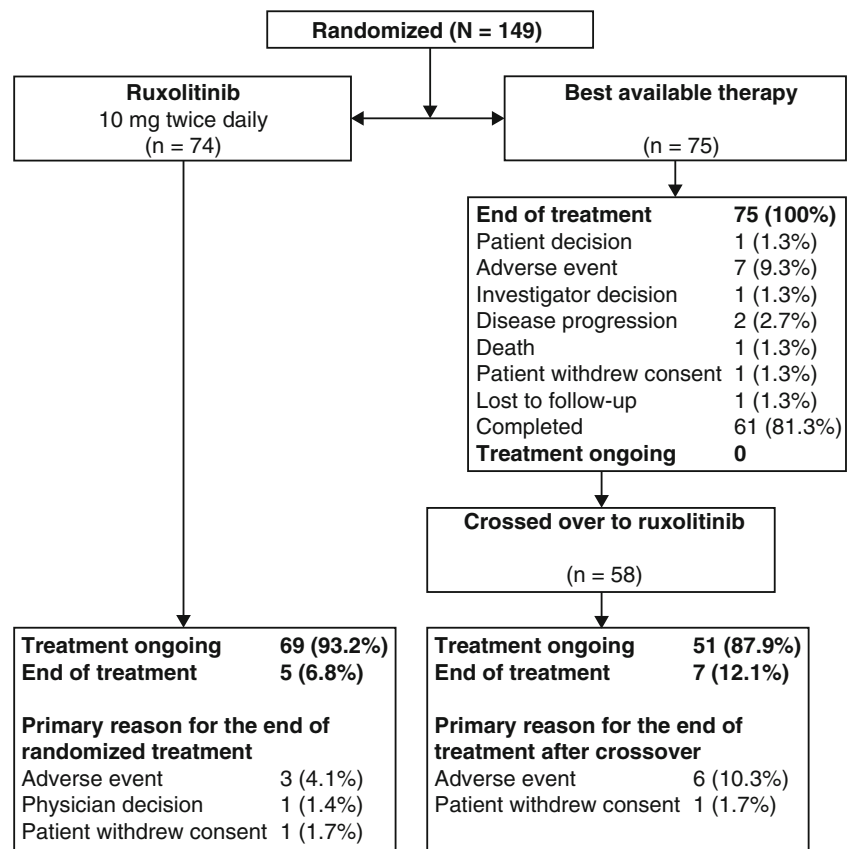 Randomized (N = 149)
Ruxolitinib
10 mg twice daily
(n = 74)
Best available therapy
(n = 75)
End of treatment 75 (100%)
Patient decision 1 (1.3%)
Adverse event 7 (9.3%)
Investigator decision 1 (1.3%)
Disease progression 2 (2.7%)
Death 1 (1.3%)
Patient withdrew consent 1 (1.3%)
Lost to follow-up 1 (1.3%)
Completed 61 (81.3%)
Treatment ongoing 0
Crossed over to ruxolitinib
(n = 58)
Treatment ongoing 69 (93.2%)
End of treatment 5 (6.8%)
Primary reason for the end of
randomized treatment
Adverse event 3 (4.1%)
Physician decision 1 (1.4%)
Patient withdrew consent 1 (1.7%)
Treatment ongoing 51 (87.9%)
End of treatment 7 (12.1%)
Primary reason for the end of
treatment after crossover
Adverse event 6 (10.3%)
Patient withdrew consent 1 (1.7%)